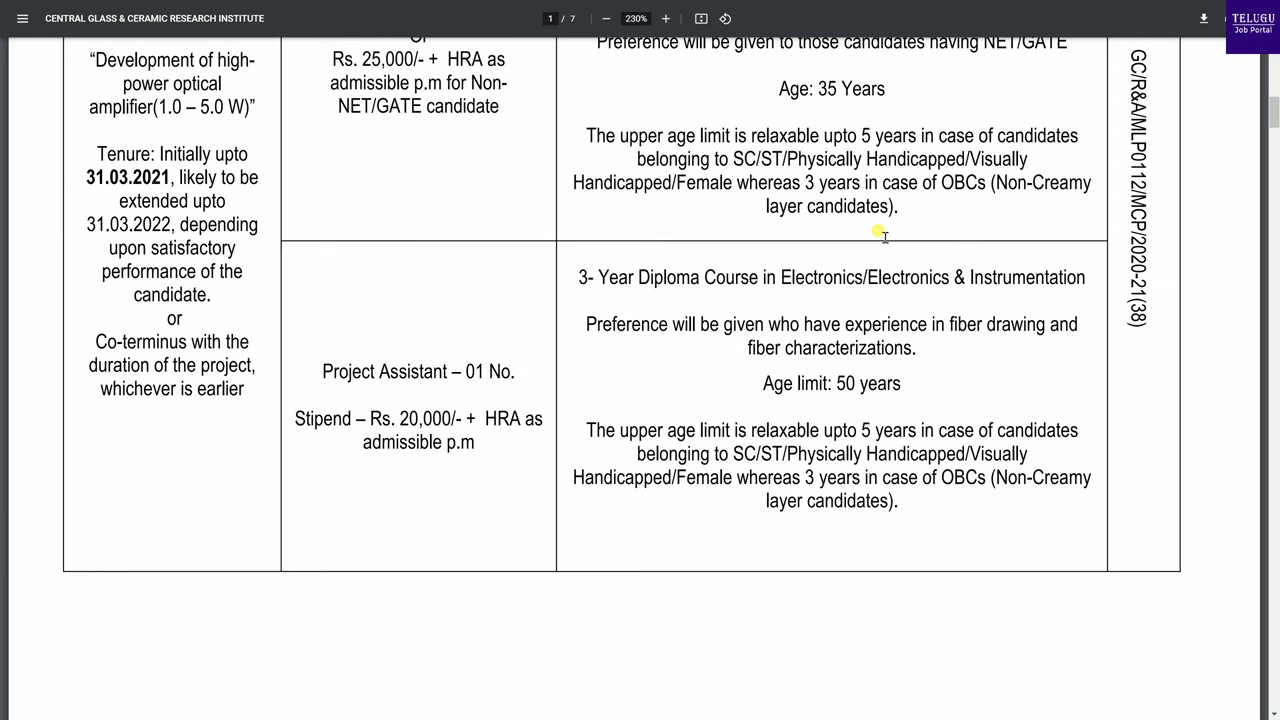 CENTRAL GLASS & CERAMIC RESEARCH INSTITUTE
1 / 7
230%
TELUGU
Job Portal
“Development of high-
power optical
amplifier(1.0 – 5.0 W)”
Tenure: Initially upto
31.03.2021, likely to be
extended upto
31.03.2022, depending
upon satisfactory
performance of the
candidate.
or
Co-terminus with the
duration of the project,
whichever is earlier
Or
Rs. 25,000/- + HRA as
admissible p.m for Non-
NET/GATE candidate
Preference will be given to those candidates having NET/GATE
Age: 35 Years
The upper age limit is relaxable upto 5 years in case of candidates
belonging to SC/ST/Physically Handicapped/Visually
Handicapped/Female whereas 3 years in case of OBCs (Non-Creamy
layer candidates).
Project Assistant – 01 No.
Stipend – Rs. 20,000/- + HRA as
admissible p.m
3- Year Diploma Course in Electronics/Electronics & Instrumentation
Preference will be given who have experience in fiber drawing and
fiber characterizations.
Age limit: 50 years
The upper age limit is relaxable upto 5 years in case of candidates
belonging to SC/ST/Physically Handicapped/Visually
Handicapped/Female whereas 3 years in case of OBCs (Non-Creamy
layer candidates).
GC/R&A/MLP0112/MCP/2020-21(38)